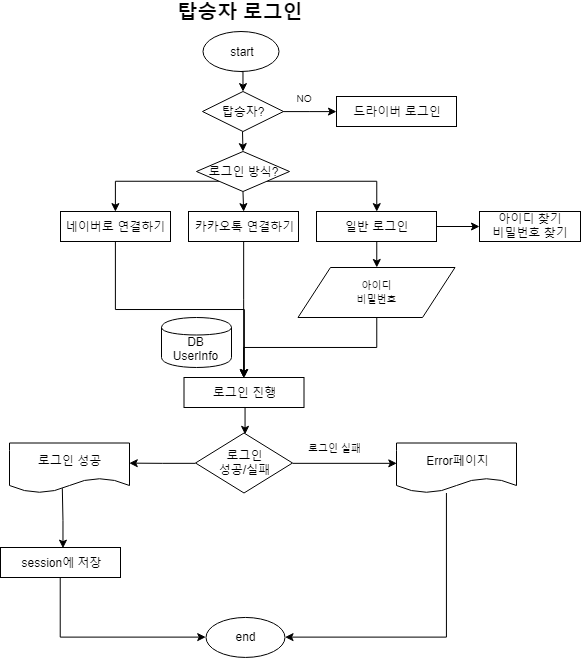 탑승자 로그인
start
탑승자?
NO
드라이버 로그인
로그인 방식?
네이버로 연결하기
카카오톡 연결하기
일반 로그인
아이디 찾기
비밀번호 찾기
아이디
비밀번호
DB
UserInfo
로그인 진행
로그인 성공
로그인
성공/실패
로그인 실패
Error페이지
session에 저장
end